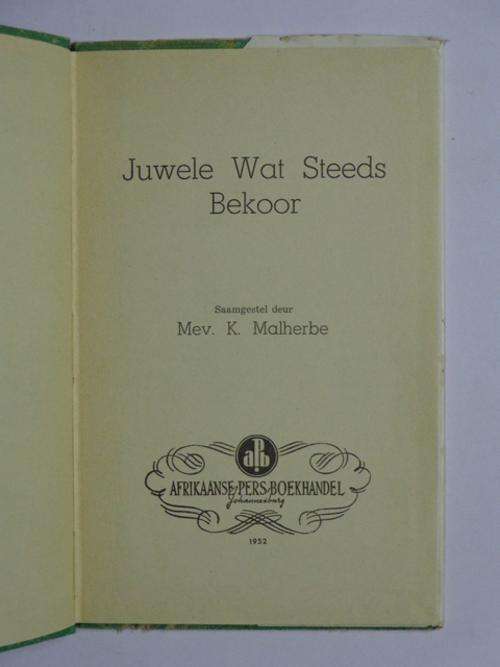 Juwele Wat Steeds
Bekoor
Saamgestel deur
Mev. K. Malherbe
aPb
AFRIKAANSE PERS BOEKHANDEL
Johannesburg
1952